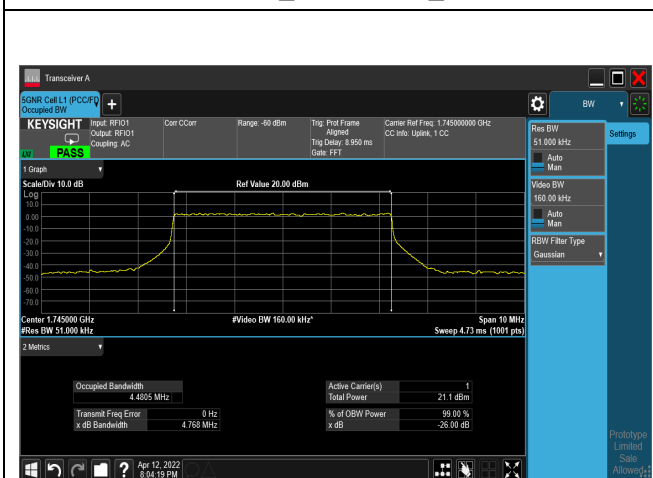 Transceiver A
5GNR Cell L1 (PCC/FD
Occupied BW
KEYSIGHT
LXI
PASS
Input: RFIO1
Output: RFIO1
Coupling: AC
Corr CCorr
Range: -60 dBm
Trig: Prot Frame
Aligned
Trig Delay: 8.950 ms
Gate: FFT
Carrier Ref Freq: 1.745000000 GHz
CC Info: Uplink, 1 CC
1 Graph
Scale/Div 10.0 dB
Ref Value 20.00 dBm
Log
10.0
0.00
-10.0
-20.0
-30.0
-40.0
-50.0
-60.0
-70.0
Center 1.745000 GHz
#Video BW 160.00 kHz*
Span 10 MHz
#Res BW 51.000 kHz
Sweep 4.73 ms (1001 pts)
2 Metrics
Occupied Bandwidth
4.4805 MHz
Active Carrier(s) 1
Total Power 21.1 dBm
Transmit Freq Error 0 Hz
x dB Bandwidth 4.768 MHz
% of OBW Power 99.00 %
x dB -26.00 dB
BW
Settings
Res BW
51.000 kHz
Auto
Man
Video BW
160.00 kHz
Auto
Man
RBW Filter Type
Gaussian
Prototype
Limited
Sale
Allowed
?
Apr 12, 2022
8:04:19 PM